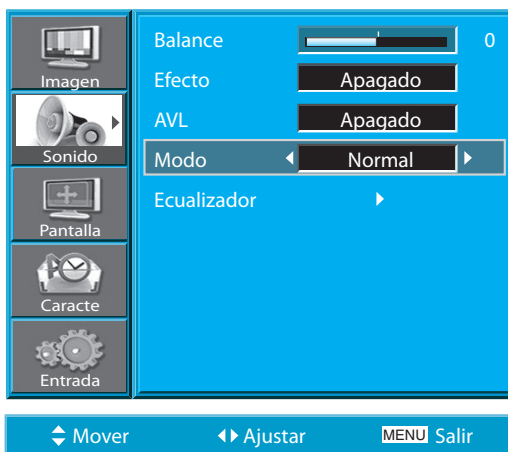 Imagen
Sonido
Pantalla
Caracte
Entrada
Balance 0
Efecto Apagado
AVL Apagado
Modo Normal
Ecualizador
Mover Ajustar MENU Salir